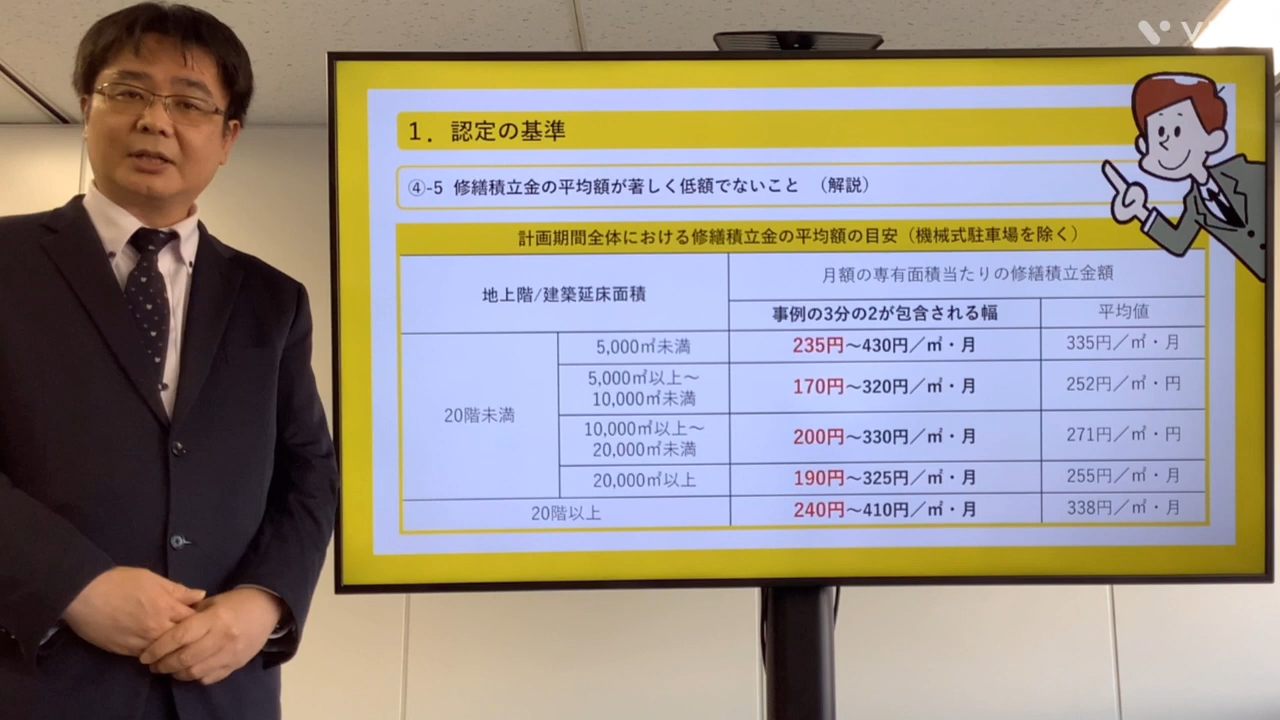 V
1．認定の基準
④-5 修繕積立金の平均額が著しく低額でないこと （解説）
計画期間全体における修繕積立金の平均額の目安（機械式駐車場を除く）
地上階/建築延床面積
月額の専有面積当たりの修繕積立金額
事例の3分の2が包含される幅
平均値
20階未満
5,000㎡未満
235円～430円／㎡・月
335円／㎡・月
5,000㎡以上～
10,000㎡未満
170円～320円／㎡・月
252円／㎡・円
10,000㎡以上～
20,000㎡未満
200円～330円／㎡・月
271円／㎡・円
20,000㎡以上
190円～325円／㎡・月
255円／㎡・月
20階以上
240円～410円／㎡・月
338円／㎡・月